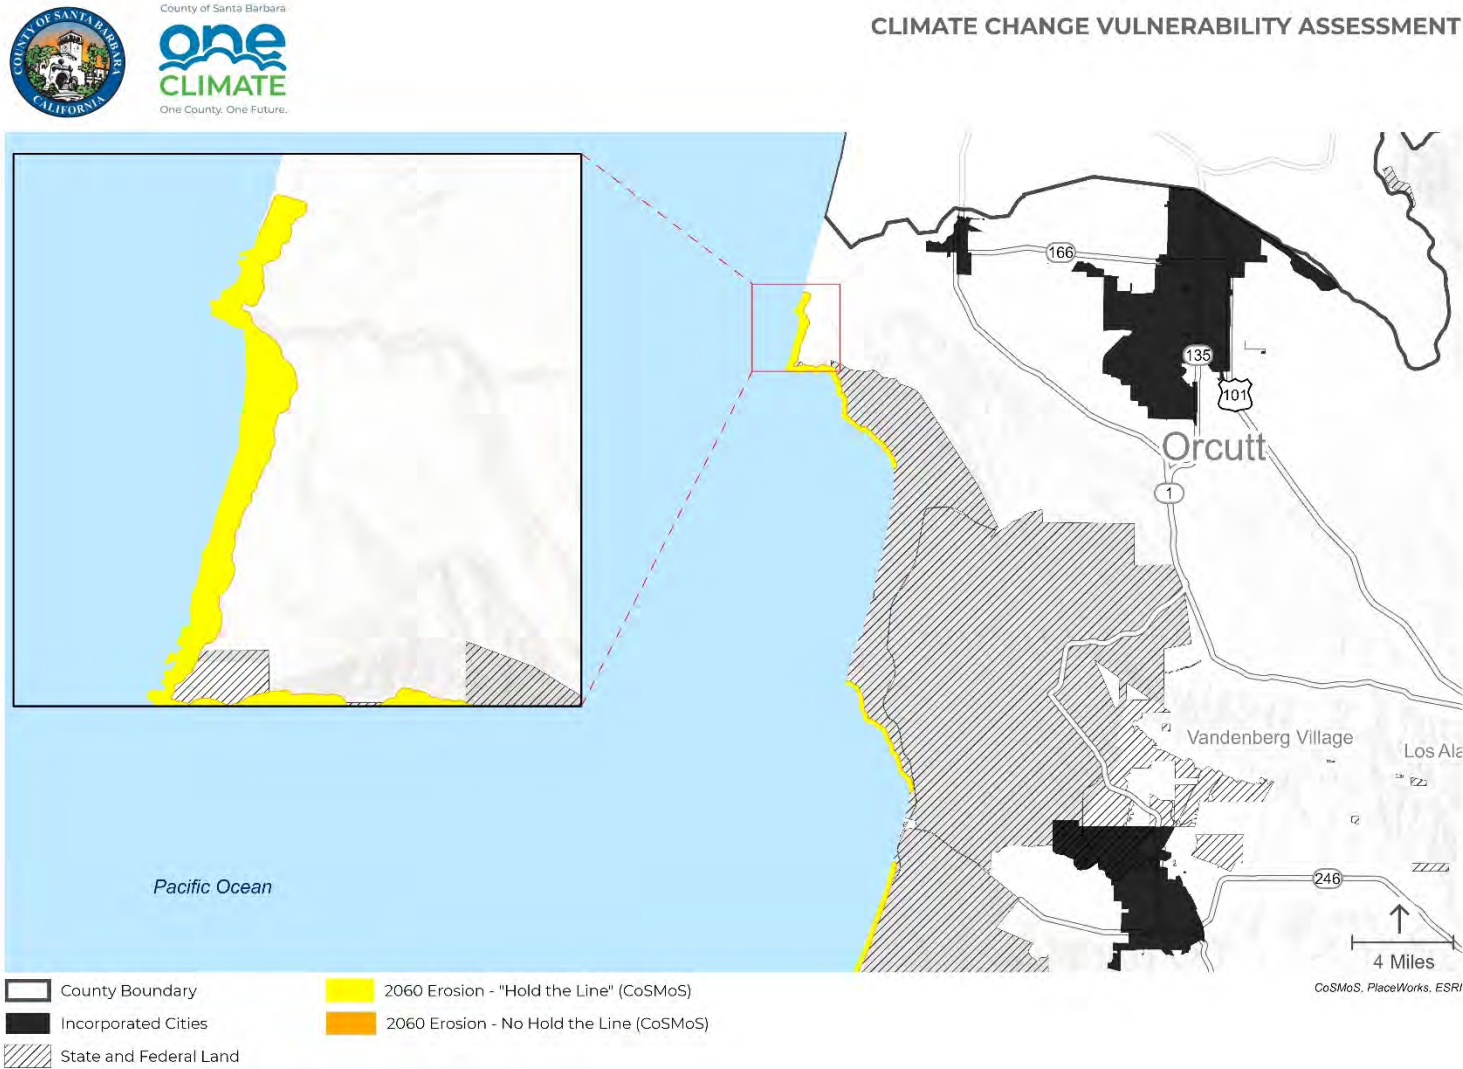 COUNTY OF SANTA BARBARA
CALIFORNIA
County of Santa Barbara
one
CLIMATE
One County. One Future.
CLIMATE CHANGE VULNERABILITY ASSESSMENT
166
135
101
Orcutt
1
Vandenberg Village
Los Ala
Pacific Ocean
246
4 Miles
CoSMoS, PlaceWorks, ESRI
County Boundary
2060 Erosion - "Hold the Line" (CoSMoS)
Incorporated Cities
2060 Erosion - No Hold the Line (CoSMoS)
State and Federal Land